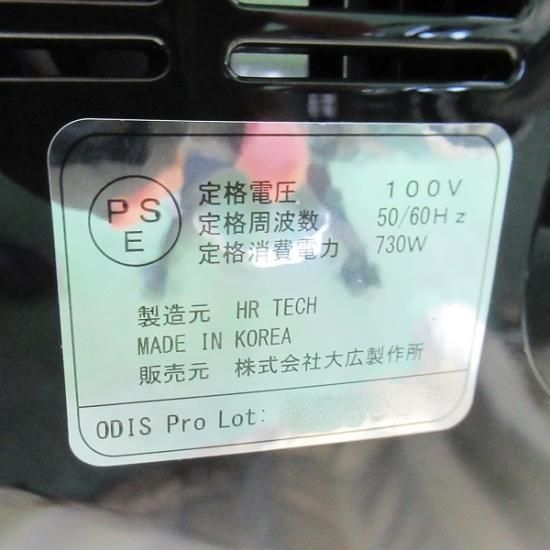 PS
E
定格電圧 100V
定格周波数 50/60Hz
定格消費電力 730W
製造元 HR TECH
MADE IN KOREA
販売元 株式会社大広製作所
ODIS Pro Lot: